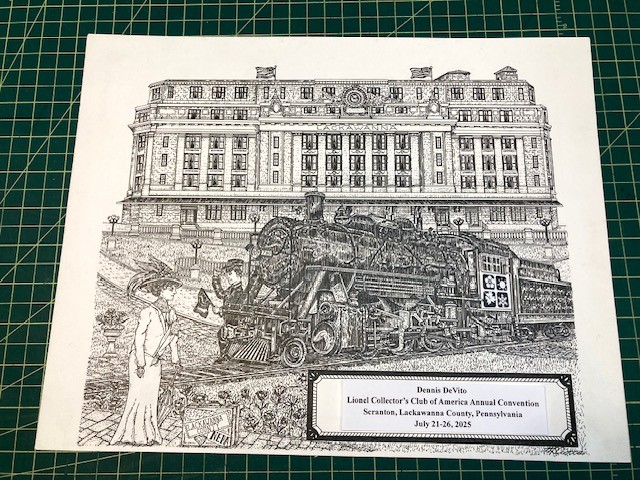 LACKAWANNA
Dennis DeVito
Lionel Collector's Club of America Annual Convention
Scranton, Lackawanna County, Pennsylvania
July 21-26, 2025